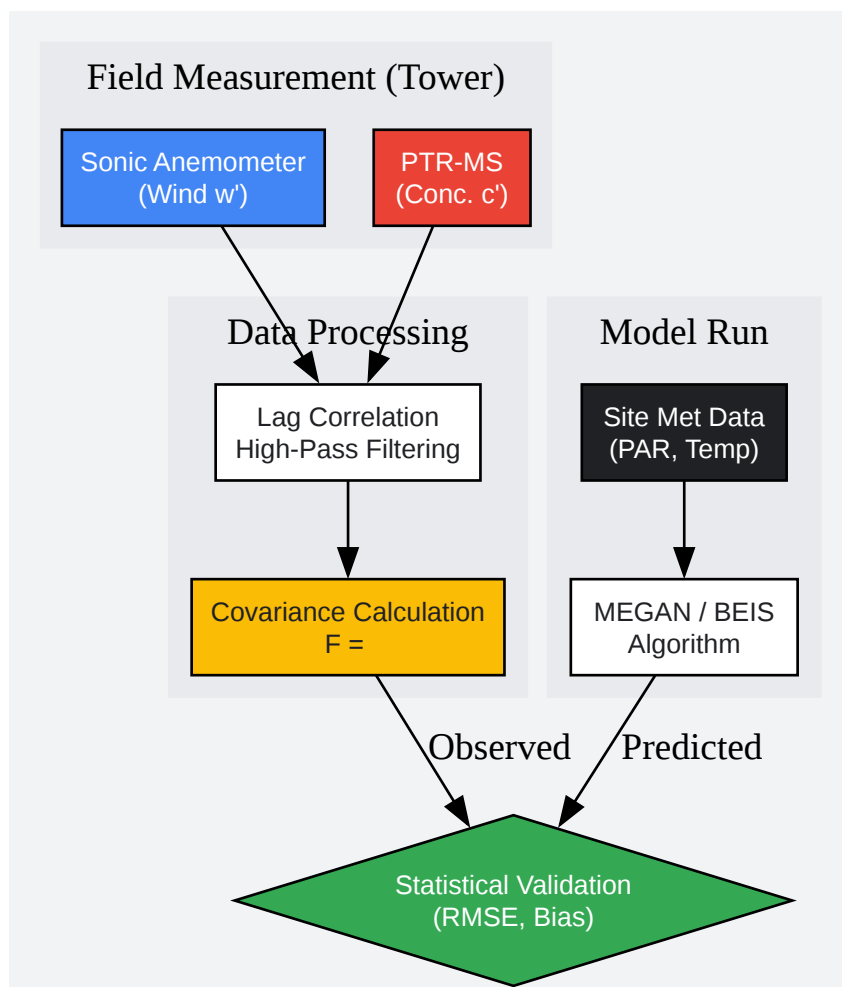 Field Measurement (Tower)
Sonic Anemometer
(Wind w')
PTR-MS
(Conc. c')
Data Processing
Model Run
Lag Correlation
High-Pass Filtering
Site Met Data
(PAR, Temp)
Covariance Calculation
F =
MEGAN / BEIS
Algorithm
Observed
Predicted
Statistical Validation
(RMSE, Bias)